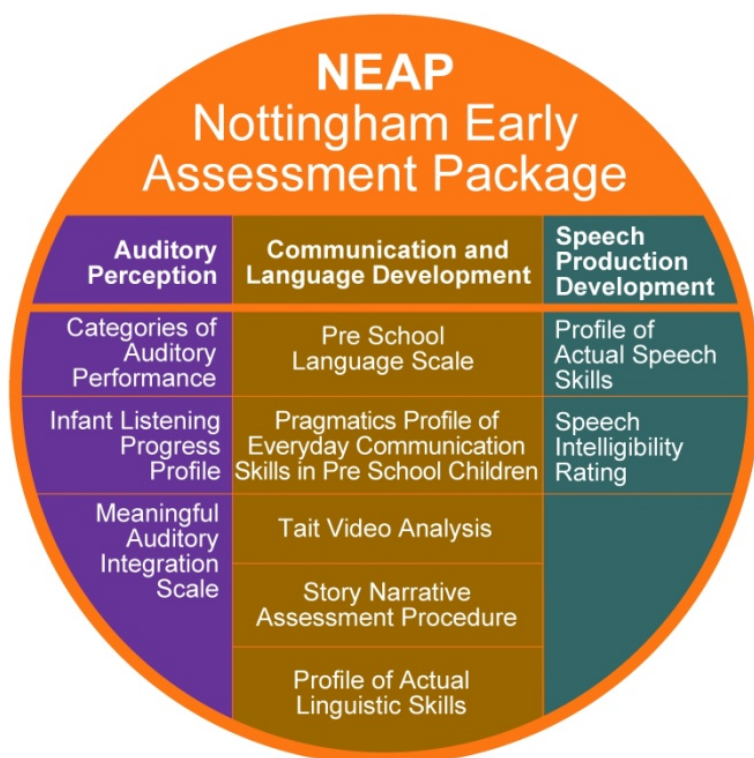 NEAP
Nottingham Early
Assessment Package
Auditory
Perception
Communication and
Language Development
Speech
Production
Development
Categories of
Auditory
Performance
Pre School
Language Scale
Profile of
Actual Speech
Skills
Infant Listening
Progress
Profile
Pragmatics Profile of
Everyday Communication
Skills in Pre School Children
Speech
Intelligibility
Rating
Meaningful
Auditory
Integration
Scale
Tait Video Analysis
Story Narrative
Assessment Procedure
Profile of Actual
Linguistic Skills